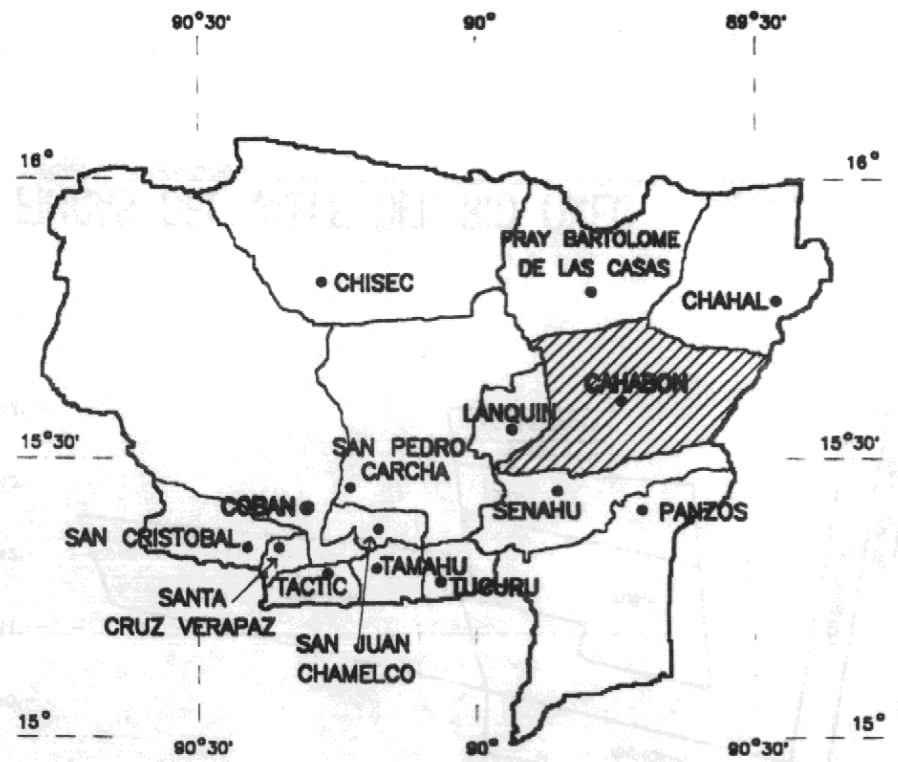 90°30'
90°
89°30'
16°
16°
FRAY BARTOLOME
DE LAS CASAS
CHISEC
CHAHAL
CAHABON
LANQUIN
15°30'
SAN PEDRO
CARCHA
15°30'
COBAN
SENAHU
PANZOS
SAN CRISTOBAL
TAMAHU
TACTIC
TUCURU
SANTA
CRUZ VERAPAZ
SAN JUAN
CHAMELCO
15°
15°
90°30'
90°
90°30'